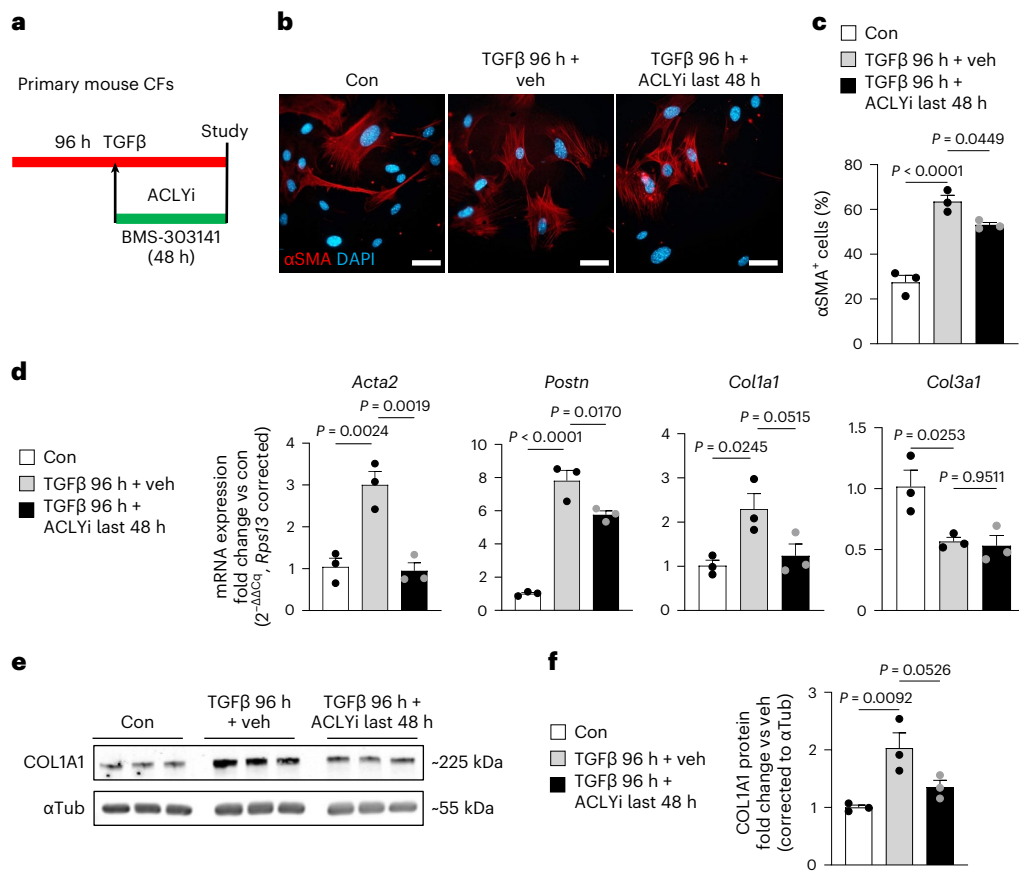 a
Primary mouse CFs
96 h TGFβ
Study
ACLYi
BMS-303141
(48 h)
b
Con
TGFβ 96 h +
veh
TGFβ 96 h +
ACLYi last 48 h
αSMA DAPI
c
Con
TGFβ 96 h + veh
TGFβ 96 h +
ACLYi last 48 h
P = 0.0449
P < 0.0001
αSMA⁺ cells (%)
80
60
40
20
0
d
Con
TGFβ 96 h + veh
TGFβ 96 h +
ACLYi last 48 h
mRNA expression
fold change vs con
(2^−ΔΔCq, Rps13 corrected)
Acta2
P = 0.0019
P = 0.0024
4
3
2
1
0
Postn
P = 0.0170
P < 0.0001
10
8
6
4
2
0
Col1a1
P = 0.0515
P = 0.0245
4
3
2
1
0
Col3a1
P = 0.0253
P = 0.9511
1.5
1.0
0.5
0
e
Con
TGFβ 96 h
+ veh
TGFβ 96 h +
ACLYi last 48 h
COL1A1
~225 kDa
αTub
~55 kDa
f
Con
TGFβ 96 h + veh
TGFβ 96 h +
ACLYi last 48 h
COL1A1 protein
fold change vs veh
(corrected to αTub)
P = 0.0526
P = 0.0092
3
2
1
0